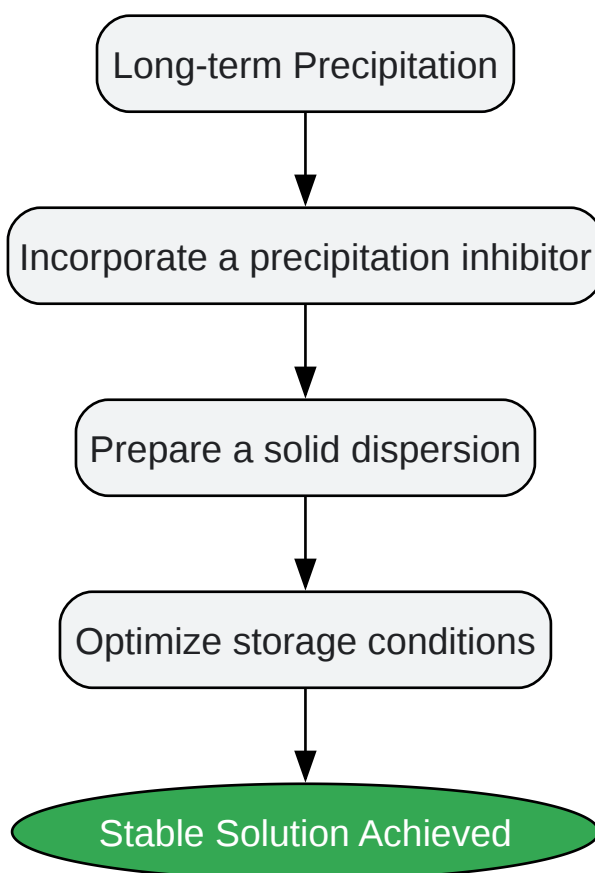 Long-term Precipitation
Incorporate a precipitation inhibitor
Prepare a solid dispersion
Optimize storage conditions
Stable Solution Achieved